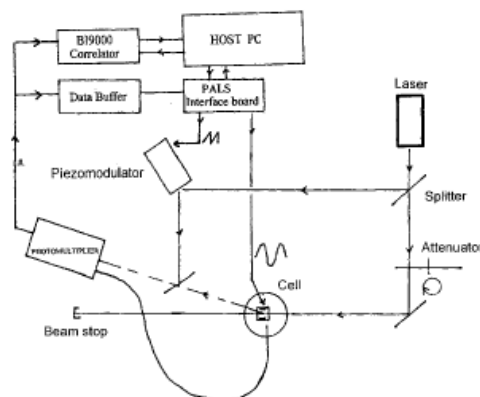 BI9000
Correlator
HOST PC
Data Buffer
PALS
Interface board
Laser
Piezomodulator
Splitter
Attenuator
PHOTOMULTIPLIER
Cell
Beam stop